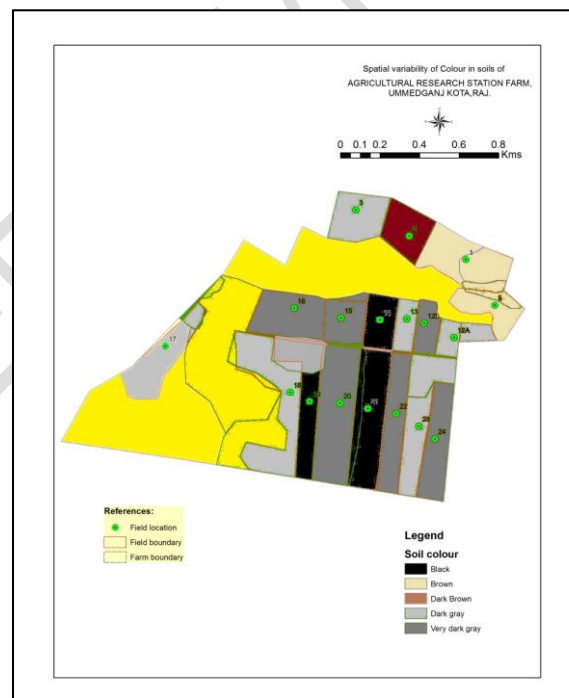 Spatial variability of Colour in soils of
AGRICULTURAL RESEARCH STATION FARM,
UMMEDGANJ KOTA,RAJ.
0 0.1 0.2 0.4 0.6 0.8
Kms
3
1
5
16
15
13
12B
12A
17
18
20
21
22
23
24
References:
Field location
Field boundary
Farm boundary
Legend
Soil colour
Black
Brown
Dark Brown
Dark gray
Very dark gray